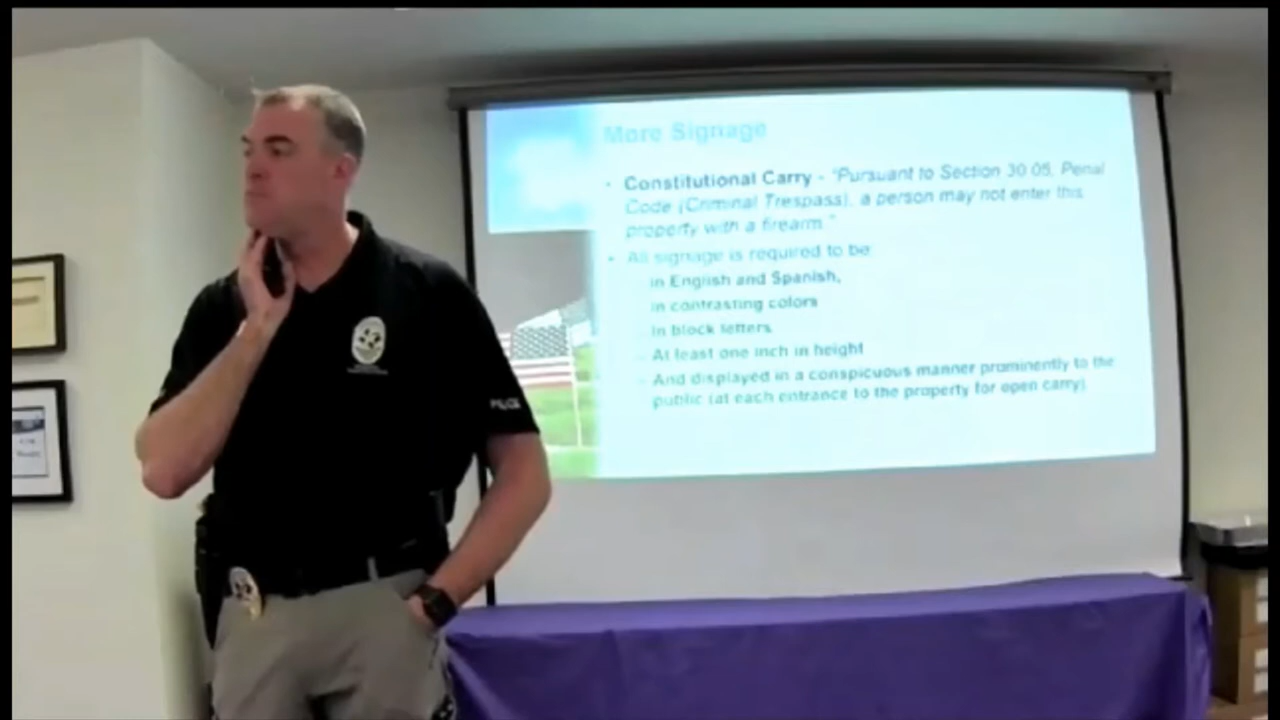 More Signage
• Constitutional Carry - "Pursuant to Section 30.05, Penal
Code (Criminal Trespass), a person may not enter this
property with a firearm."
• All signage is required to be:
in English and Spanish,
in contrasting colors
in block letters
– At least one inch in height
– And displayed in a conspicuous manner prominently to the
public (at each entrance to the property for open carry)
POLICE